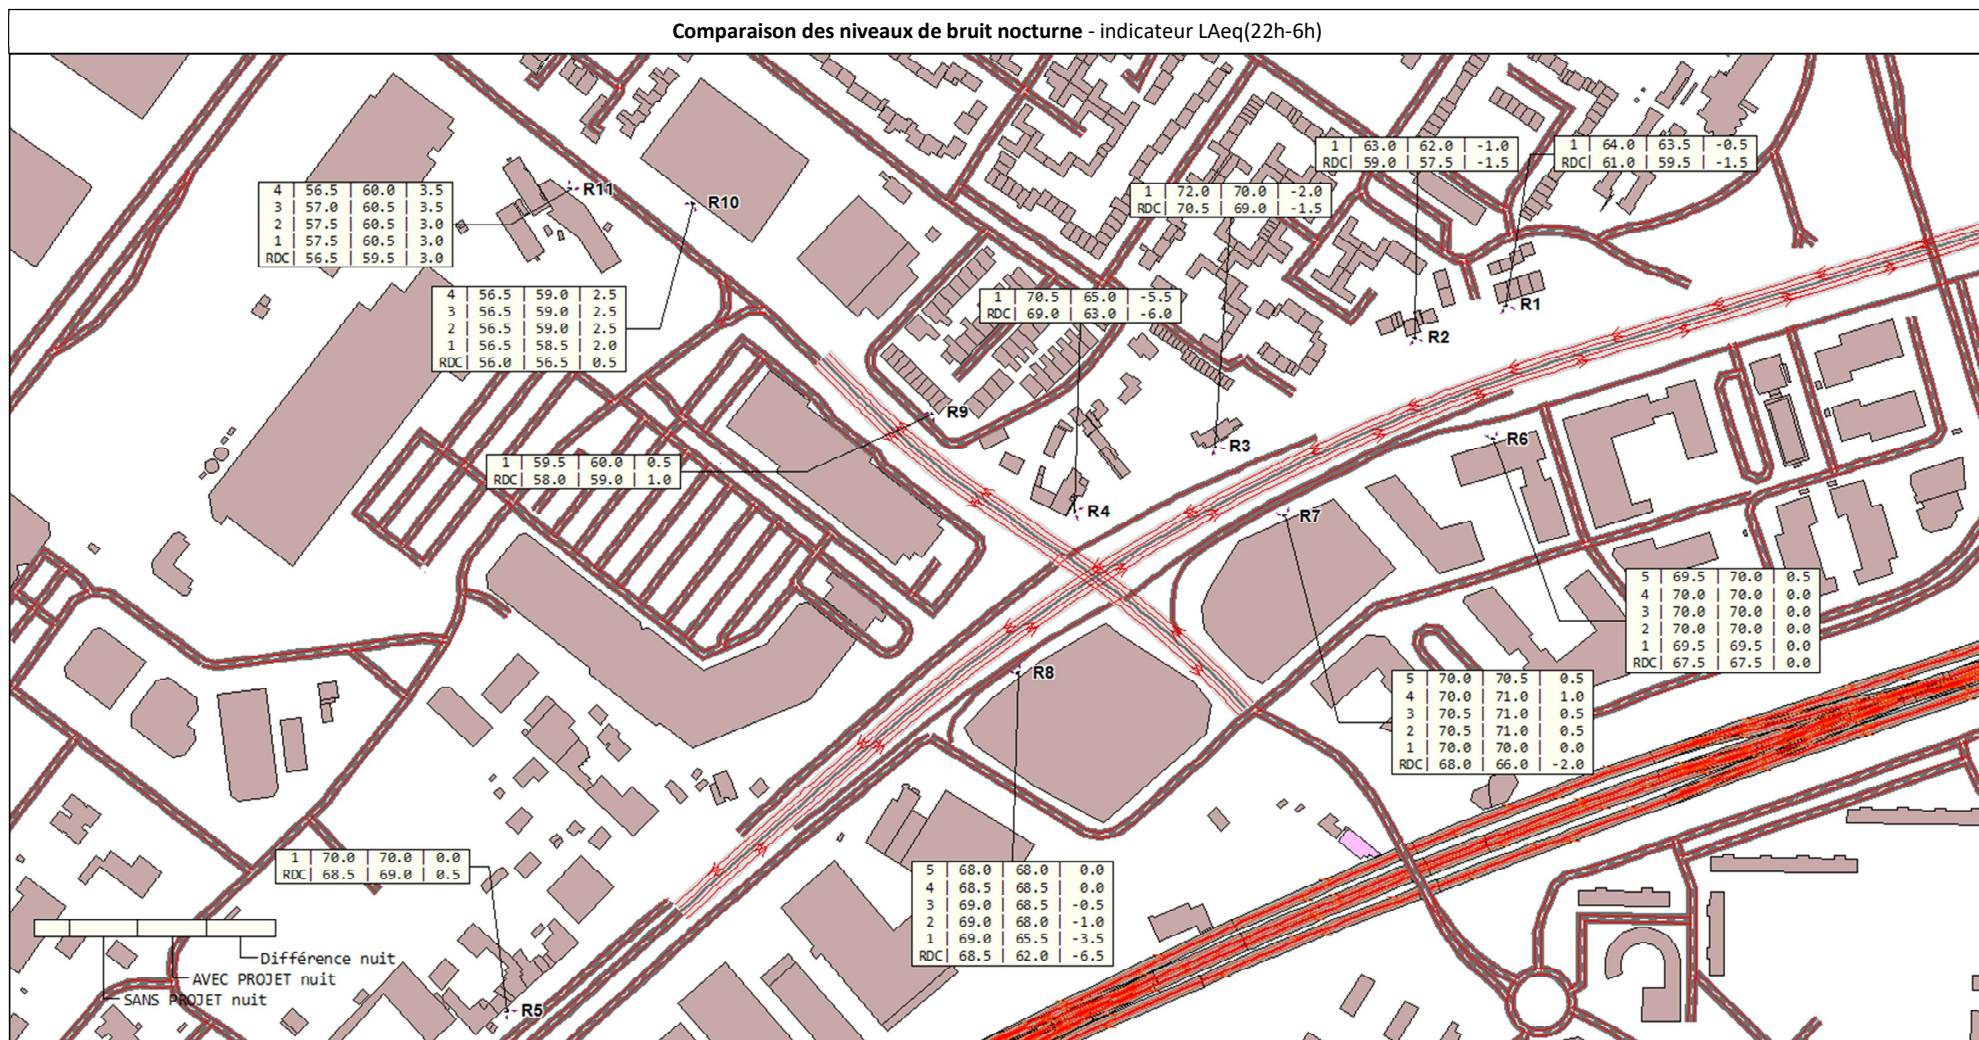 Comparaison des niveaux de bruit nocturne - indicateur LAeq(22h-6h)
1 | 63.0 | 62.0 | -1.0
RDC| 59.0 | 57.5 | -1.5
1 | 64.0 | 63.5 | -0.5
RDC| 61.0 | 59.5 | -1.5
4 | 56.5 | 60.0 | 3.5
3 | 57.0 | 60.5 | 3.5
2 | 57.5 | 60.5 | 3.0
1 | 57.5 | 60.5 | 3.0
RDC| 56.5 | 59.5 | 3.0
R11
R10
1 | 72.0 | 70.0 | -2.0
RDC| 70.5 | 69.0 | -1.5
4 | 56.5 | 59.0 | 2.5
3 | 56.5 | 59.0 | 2.5
2 | 56.5 | 59.0 | 2.5
1 | 56.5 | 58.5 | 2.0
RDC| 56.0 | 56.5 | 0.5
1 | 70.5 | 65.0 | -5.5
RDC| 69.0 | 63.0 | -6.0
R1
R2
R9
R3
R6
1 | 59.5 | 60.0 | 0.5
RDC| 58.0 | 59.0 | 1.0
R4
R7
5 | 69.5 | 70.0 | 0.5
4 | 70.0 | 70.0 | 0.0
3 | 70.0 | 70.0 | 0.0
2 | 70.0 | 70.0 | 0.0
1 | 69.5 | 69.5 | 0.0
RDC| 67.5 | 67.5 | 0.0
R8
5 | 70.0 | 70.5 | 0.5
4 | 70.0 | 71.0 | 1.0
3 | 70.5 | 71.0 | 0.5
2 | 70.5 | 71.0 | 0.5
1 | 70.0 | 70.0 | 0.0
RDC| 68.0 | 66.0 | -2.0
1 | 70.0 | 70.0 | 0.0
RDC| 68.5 | 69.0 | 0.5
5 | 68.0 | 68.0 | 0.0
4 | 68.5 | 68.5 | 0.0
3 | 69.0 | 68.5 | -0.5
2 | 69.0 | 68.0 | -1.0
1 | 69.0 | 65.5 | -3.5
RDC| 68.5 | 62.0 | -6.5
Différence nuit
AVEC PROJET nuit
SANS PROJET nuit
R5